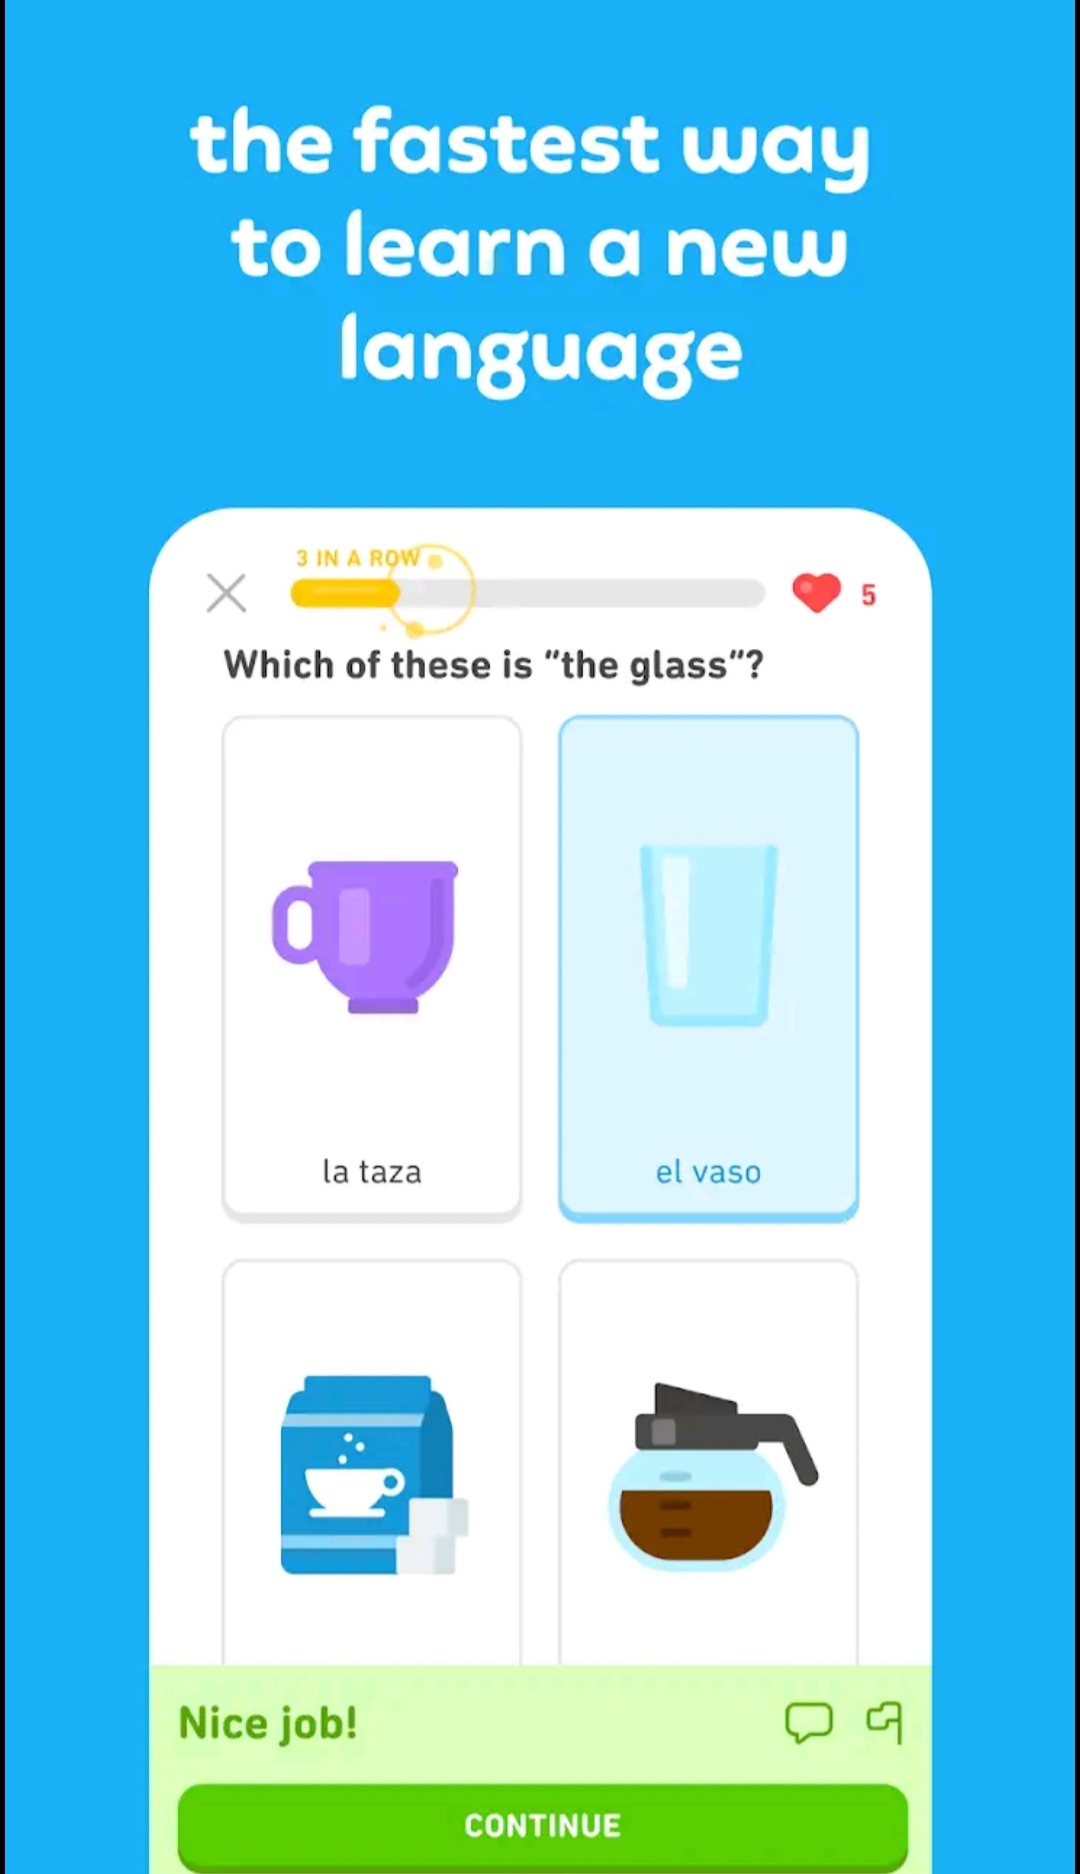 the fastest way
to learn a new
language
3 IN A ROW
5
Which of these is “the glass“?
la taza
el vaso
Nice job!
CONTINUE